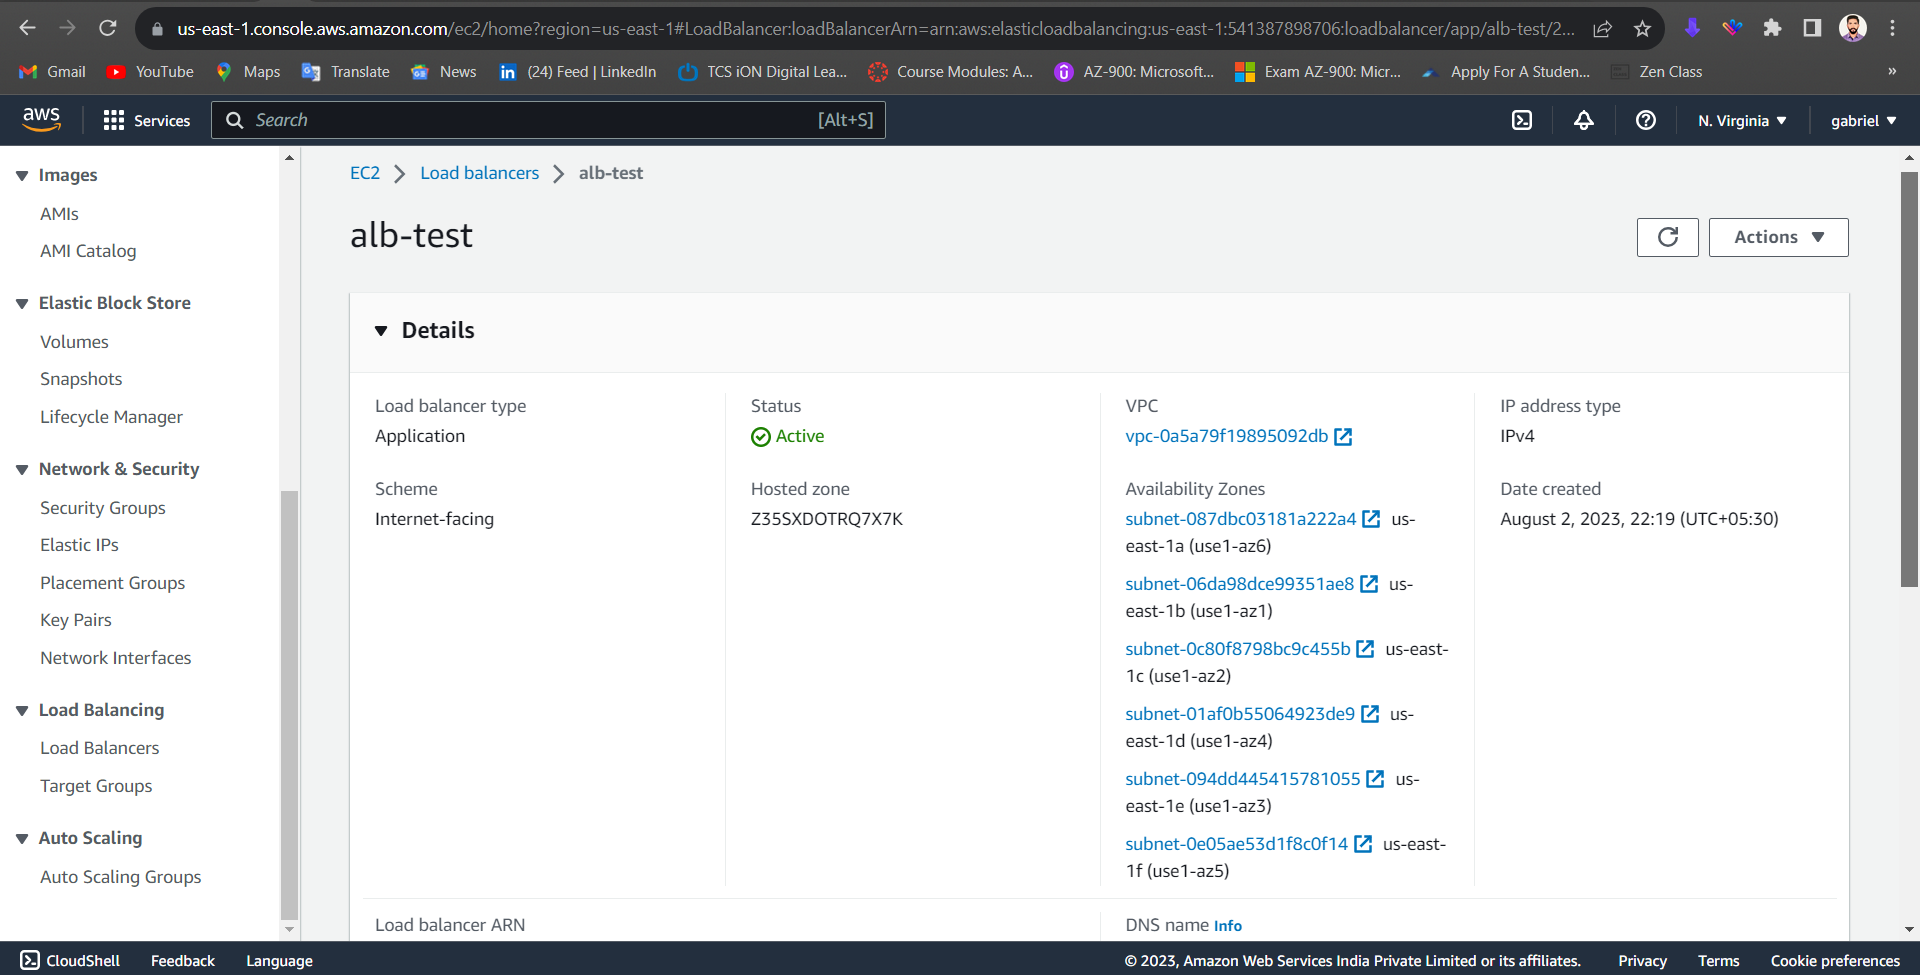 us-east-1.console.aws.amazon.com/ec2/home?region=us-east-1#LoadBalancer:loadBalancerArn=arn:aws:elasticloadbalancing:us-east-1:541387898706:loadbalancer/app/alb-test/2...
Gmail YouTube Maps Translate News (24) Feed | LinkedIn TCS iON Digital Lea... Course Modules: A... AZ-900: Microsoft... Exam AZ-900: Micr... Apply For A Studen... Zen Class »
aws Services Search [Alt+S] N. Virginia gabriel
Images
AMIs
AMI Catalog
Elastic Block Store
Volumes
Snapshots
Lifecycle Manager
Network & Security
Security Groups
Elastic IPs
Placement Groups
Key Pairs
Network Interfaces
Load Balancing
Load Balancers
Target Groups
Auto Scaling
Auto Scaling Groups
EC2 > Load balancers > alb-test
alb-test
Actions
Details
Load balancer type
Application
Scheme
Internet-facing
Status
Active
Hosted zone
Z35SXDOTRQ7X7K
VPC
vpc-0a5a79f19895092db
Availability Zones
subnet-087dbc03181a222a4 us-
east-1a (use1-az6)
subnet-06da98dce99351ae8 us-
east-1b (use1-az1)
subnet-0c80f8798bc9c455b us-east-
1c (use1-az2)
subnet-01af0b55064923de9 us-
east-1d (use1-az4)
subnet-094dd445415781055 us-
east-1e (use1-az3)
subnet-0e05ae53d1f8c0f14 us-east-
1f (use1-az5)
IP address type
IPv4
Date created
August 2, 2023, 22:19 (UTC+05:30)
Load balancer ARN
DNS name Info
CloudShell Feedback Language © 2023, Amazon Web Services India Private Limited or its affiliates. Privacy Terms Cookie preferences